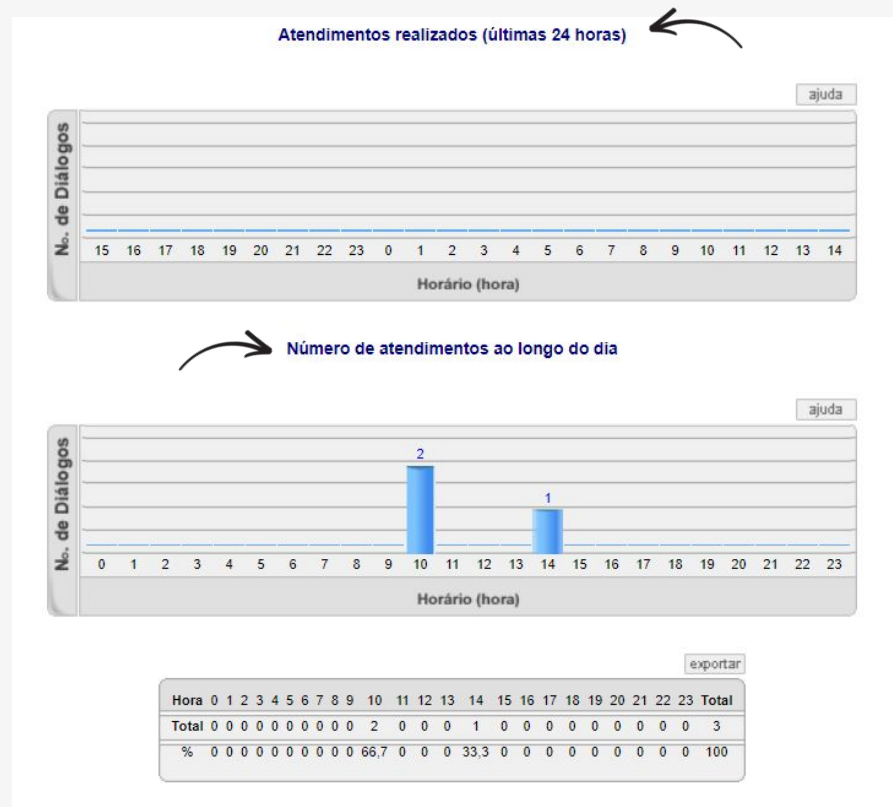 Atendimentos realizados (últimas 24 horas)
ajuda
No. de Diálogos
15 16 17 18 19 20 21 22 23 0 1 2 3 4 5 6 7 8 9 10 11 12 13 14
Horário (hora)
Número de atendimentos ao longo do dia
ajuda
No. de Diálogos
2
1
0 1 2 3 4 5 6 7 8 9 10 11 12 13 14 15 16 17 18 19 20 21 22 23
Horário (hora)
exportar
Hora 0 1 2 3 4 5 6 7 8 9 10 11 12 13 14 15 16 17 18 19 20 21 22 23 Total
Total 0 0 0 0 0 0 0 0 0 0 2 0 0 0 1 0 0 0 0 0 0 0 0 0 3
% 0 0 0 0 0 0 0 0 0 0 66,7 0 0 0 33,3 0 0 0 0 0 0 0 0 0 100